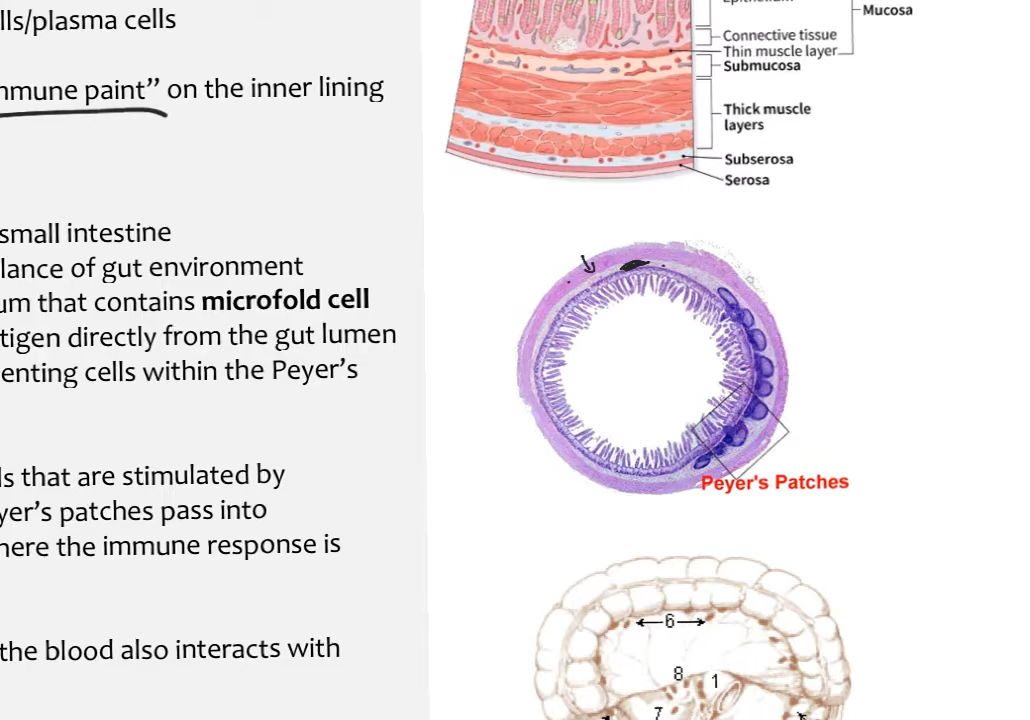 lls/plasma cells
mmune paint” on the inner lining
small intestine
lance of gut environment
um that contains microfold cell
tigen directly from the gut lumen
enting cells within the Peyer’s
ls that are stimulated by
yer’s patches pass into
here the immune response is
the blood also interacts with
Epithelium
Mucosa
Connective tissue
Thin muscle layer
Submucosa
Thick muscle
layers
Subserosa
Serosa
Peyer's Patches
6
8
1
7